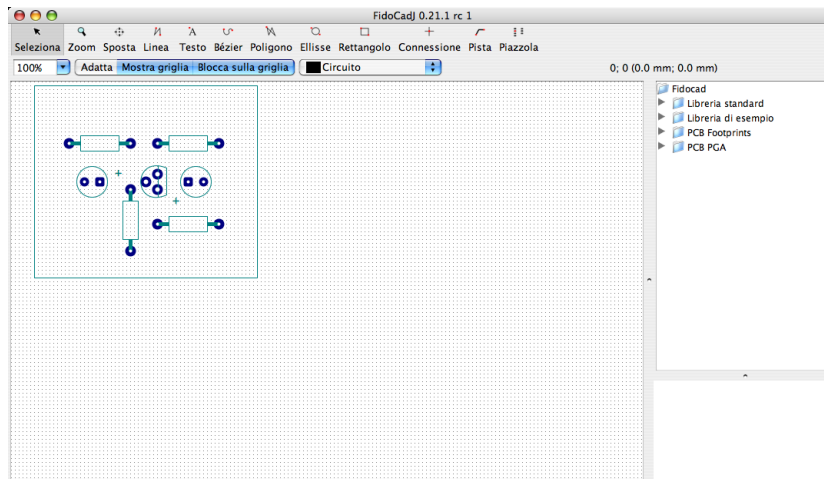 FidoCadJ 0.21.1 rc 1
Seleziona Zoom Sposta Linea Testo Bézier Poligono Ellisse Rettangolo Connessione Pista Piazzola
100% Adatta Mostra griglia Blocca sulla griglia Circuito 0; 0 (0.0 mm; 0.0 mm)
Fidocad
Libreria standard
Libreria di esempio
PCB Footprints
PCB PGA